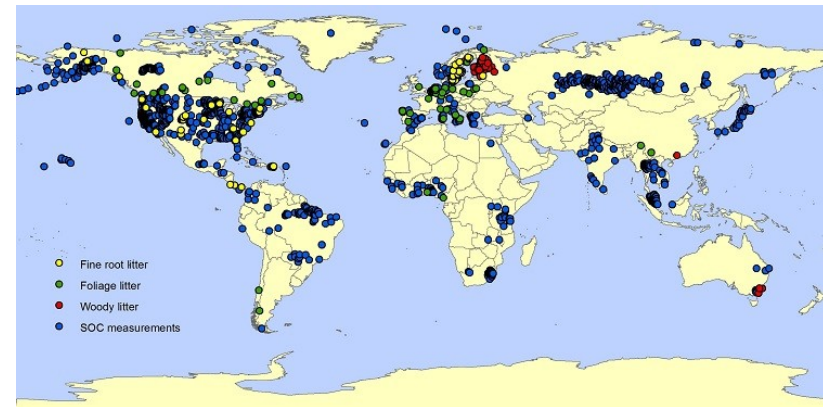 Fine root litter
Foliage litter
Woody litter
SOC measurements